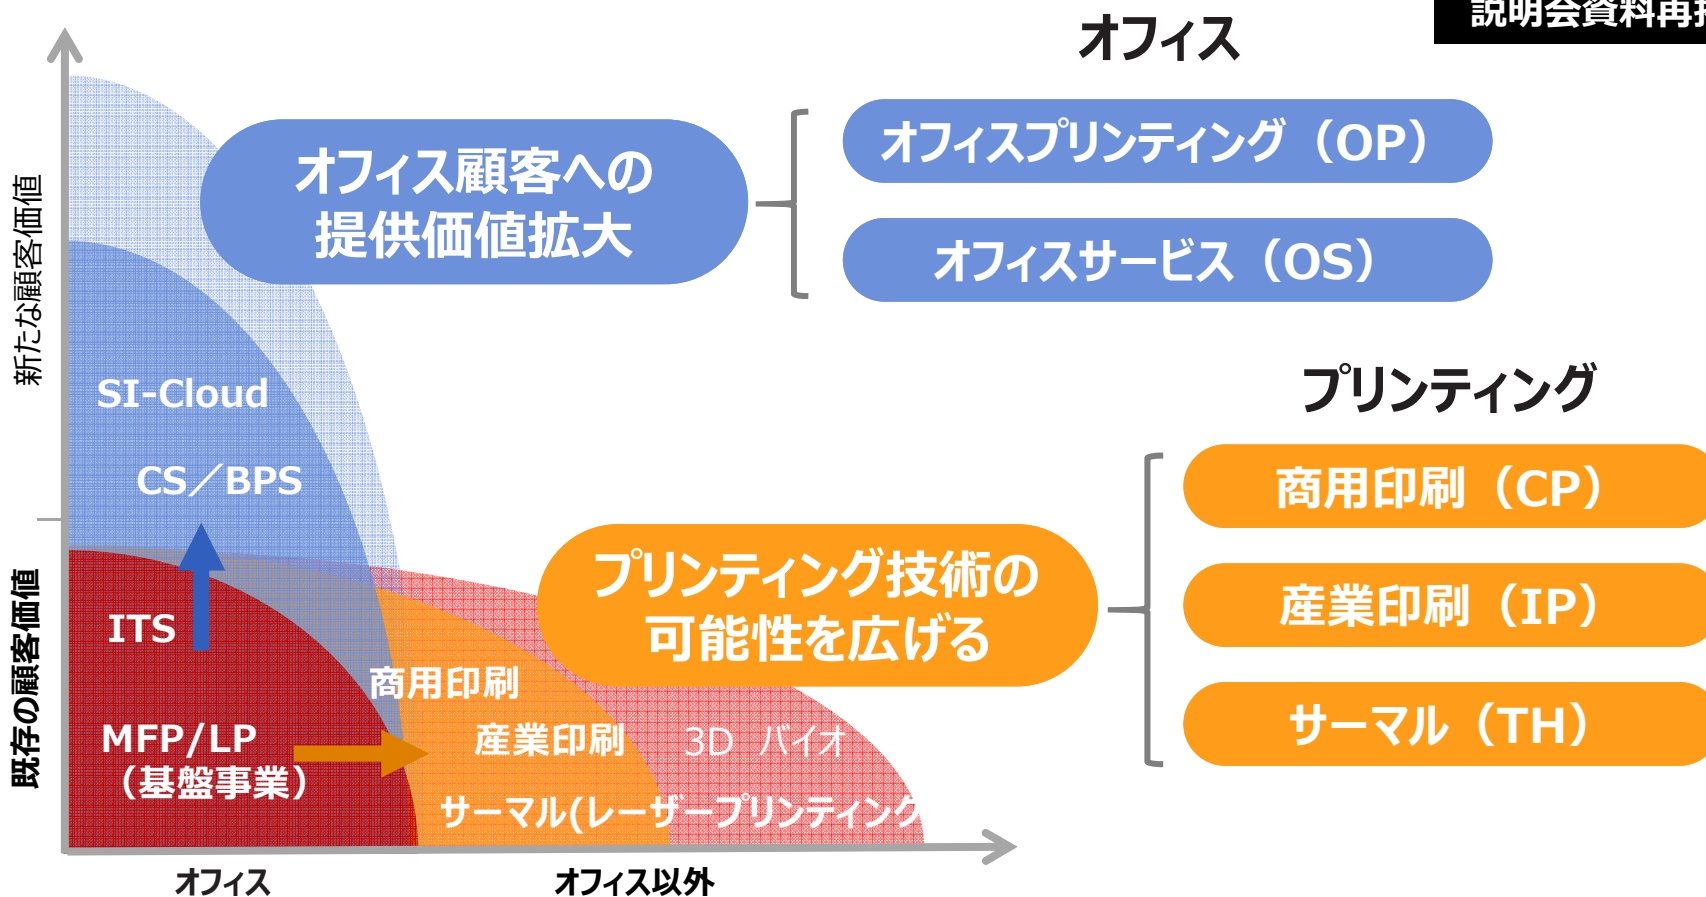 説明会資料再
オフィス
オフィス顧客への
提供価値拡大
オフィスプリンティング（OP）
オフィスサービス（OS）
プリンティング
プリンティング技術の
可能性を広げる
商用印刷（CP）
産業印刷（IP）
サーマル（TH）
新たな顧客価値
既存の顧客価値
SI-Cloud
CS／BPS
ITS
MFP/LP
（基盤事業）
商用印刷
産業印刷
3D バイオ
サーマル(レーザープリンティング
オフィス
オフィス以外